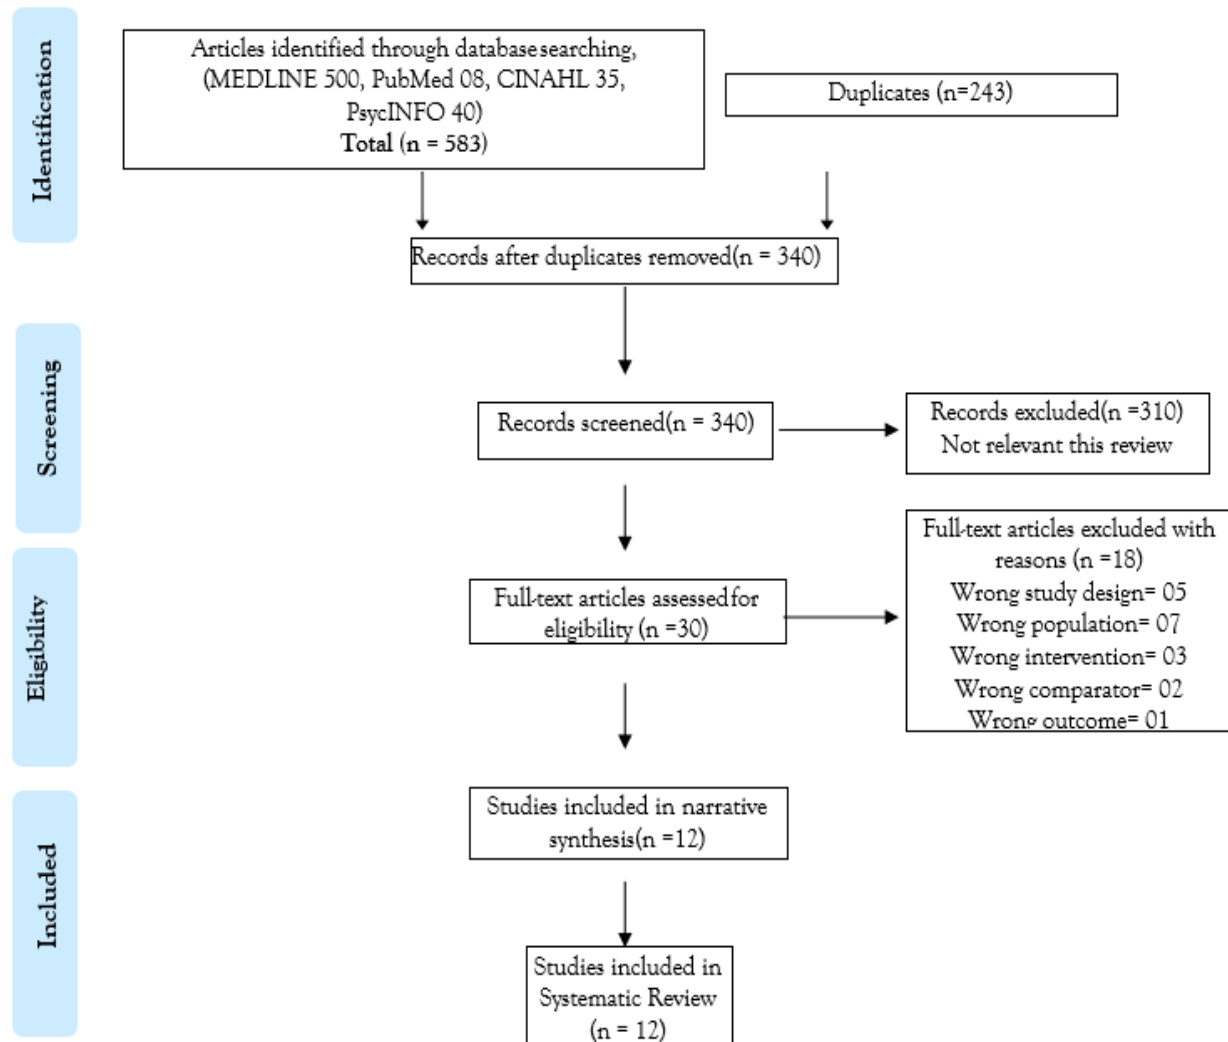 Identification
Articles identified through database searching,
(MEDLINE 500, PubMed 08, CINAHL 35,
PsycINFO 40)
Total (n = 583)
Duplicates (n=243)
Records after duplicates removed(n = 340)
Screening
Records screened(n = 340)
Records excluded(n =310)
Not relevant this review
Eligibility
Full-text articles assessed for
eligibility (n =30)
Full-text articles excluded with
reasons (n =18)
Wrong study design= 05
Wrong population= 07
Wrong intervention= 03
Wrong comparator= 02
Wrong outcome= 01
Included
Studies included in narrative
synthesis(n =12)
Studies included in
Systematic Review
(n = 12)